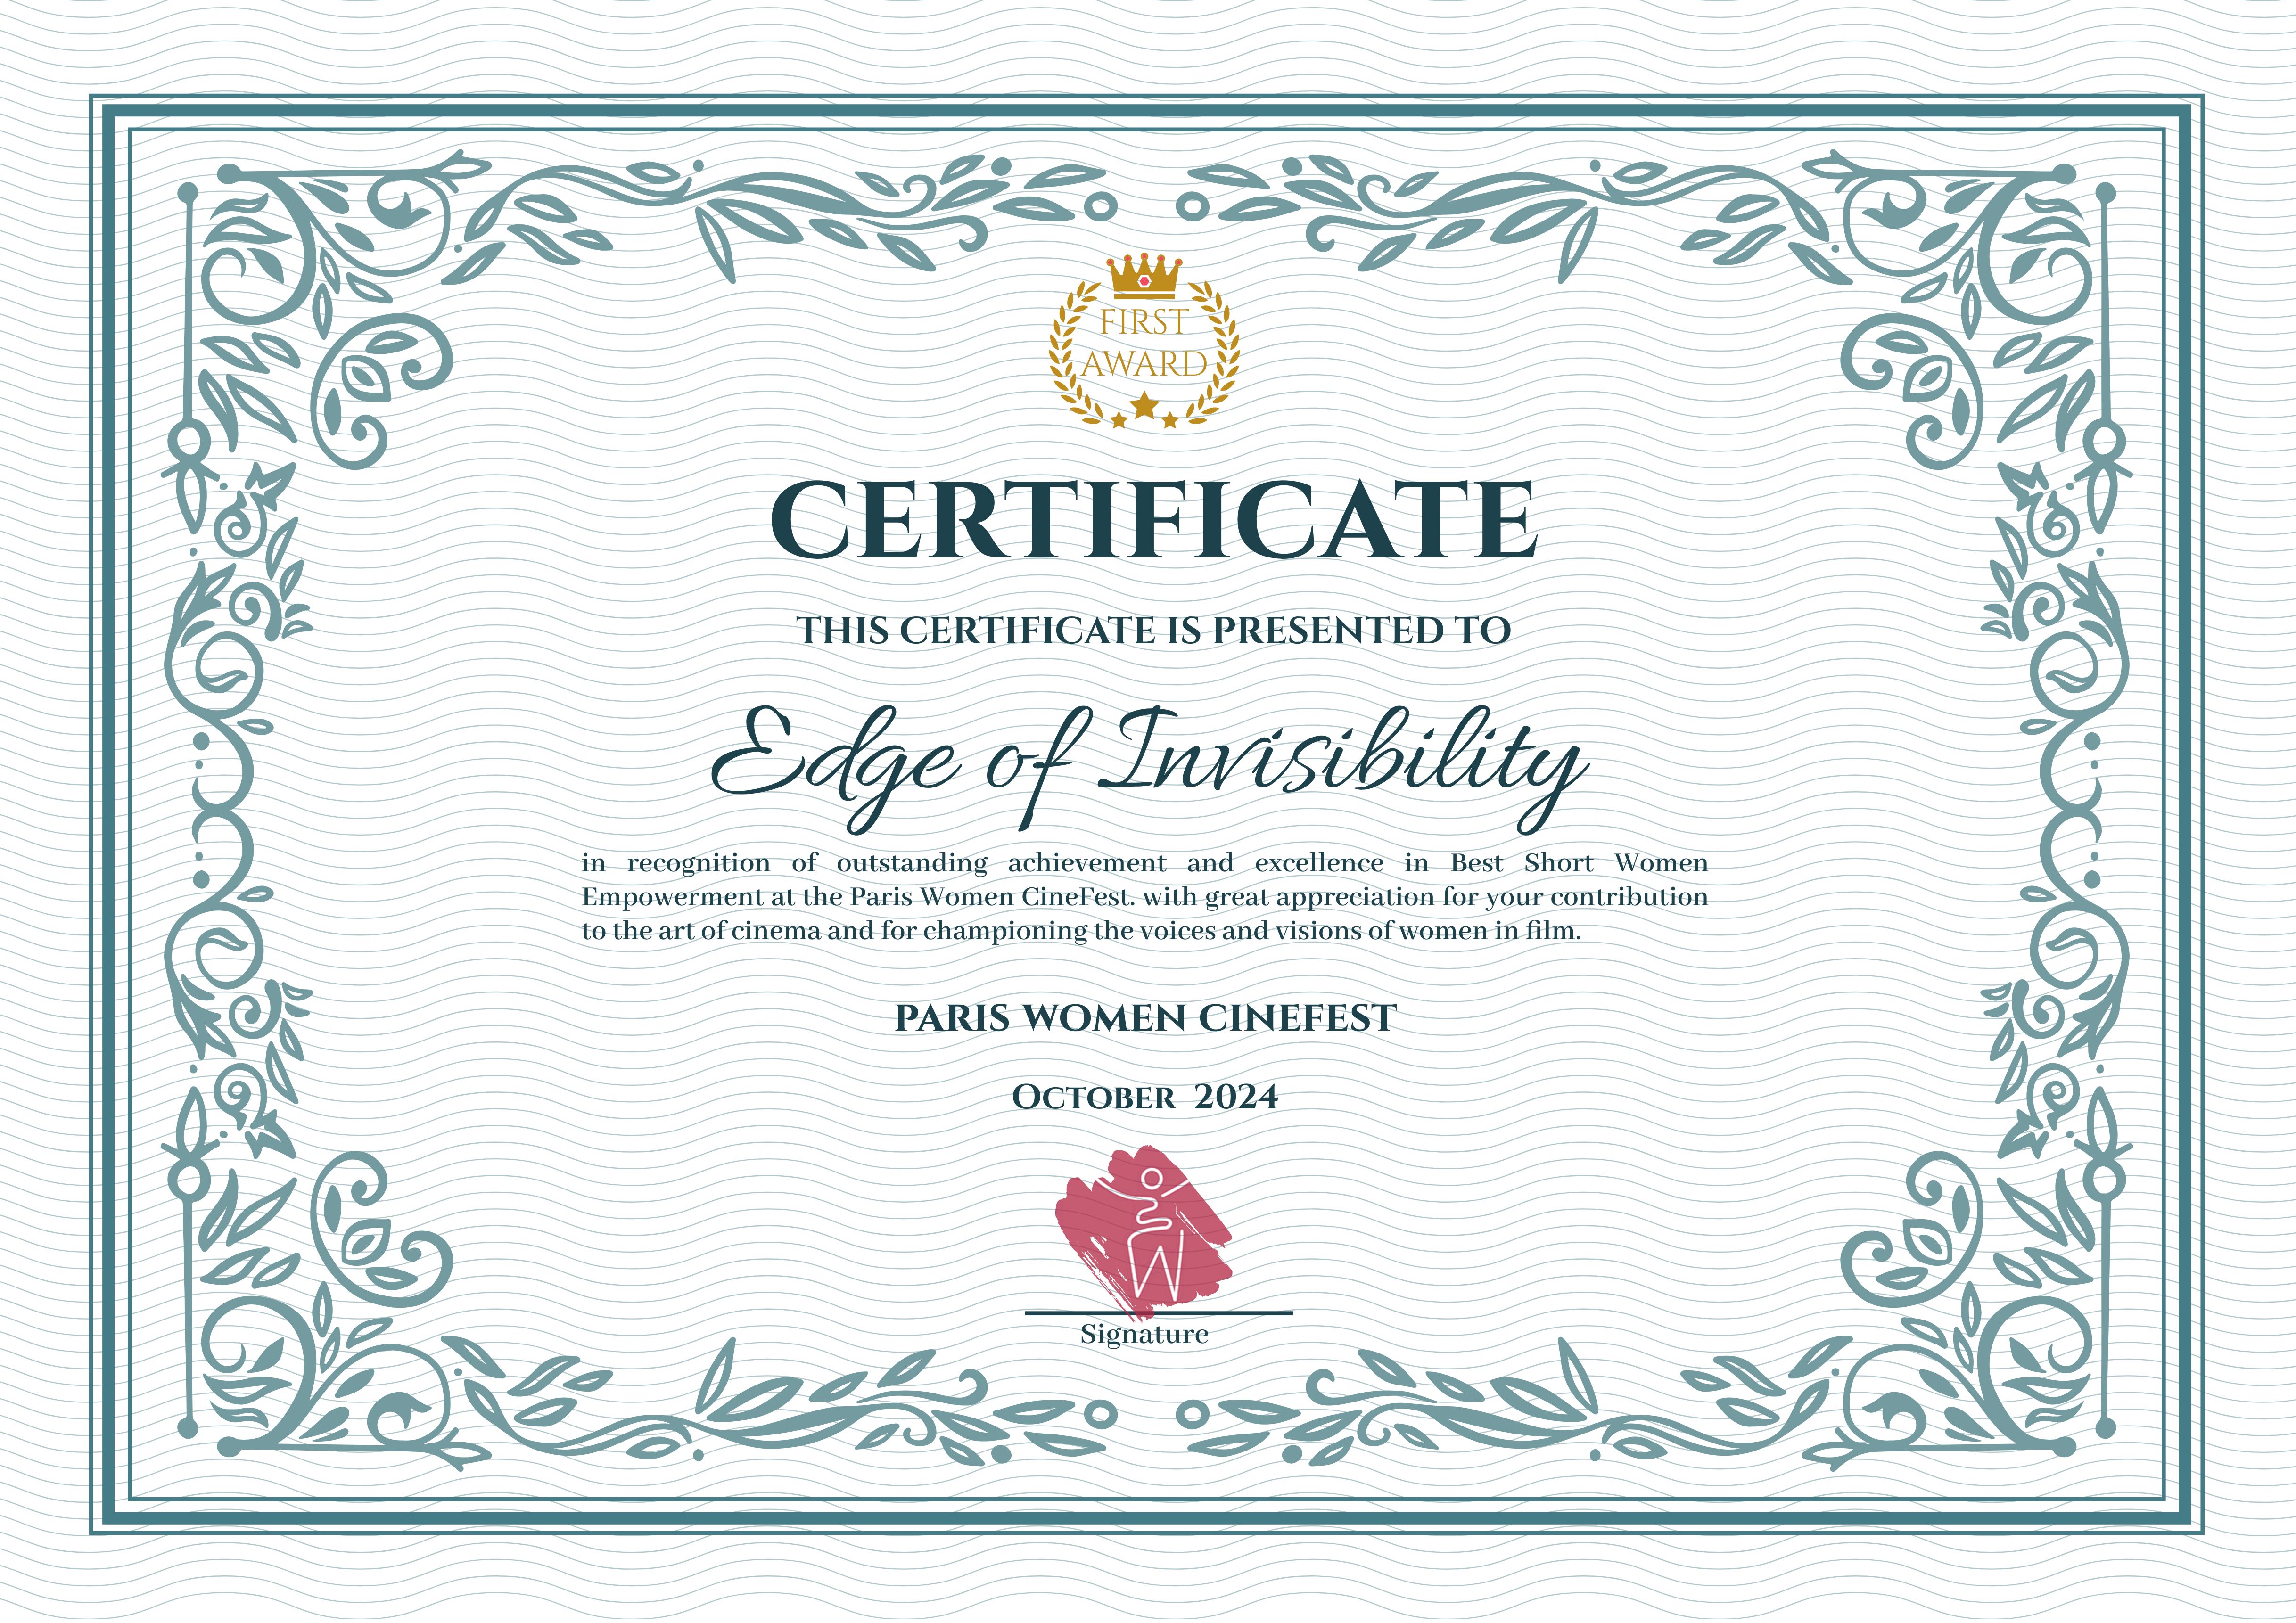 FIRST
AWARD
CERTIFICATE
THIS CERTIFICATE IS PRESENTED TO
Edge of Invisibility
in recognition of outstanding achievement and excellence in Best Short Women
Empowerment at the Paris Women CineFest. with great appreciation for your contribution
to the art of cinema and for championing the voices and visions of women in film.
PARIS WOMEN CINEFEST
OCTOBER 2024
W
Signature